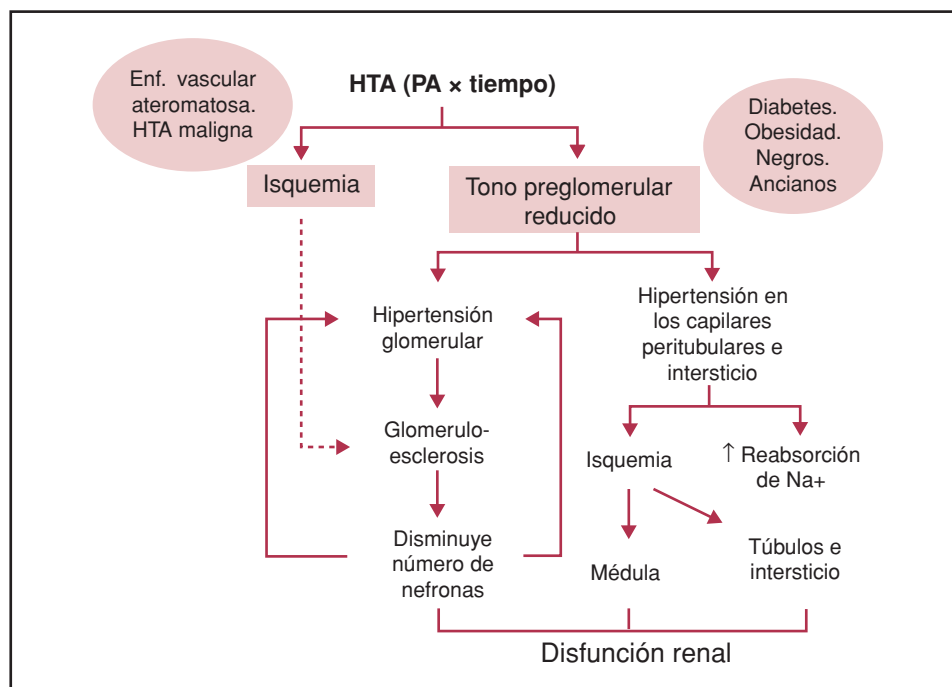 Enf. vascular
ateromatosa.
HTA maligna
HTA (PA × tiempo)
Diabetes.
Obesidad.
Negros.
Ancianos
Isquemia
Tono preglomerular
reducido
Hipertensión
glomerular
Hipertensión en
los capilares
peritubulares e
intersticio
Glomerulo-
esclerosis
Isquemia
↑ Reabsorción
de Na+
Disminuye
número de
nefronas
Médula
Túbulos e
intersticio
Disfunción renal